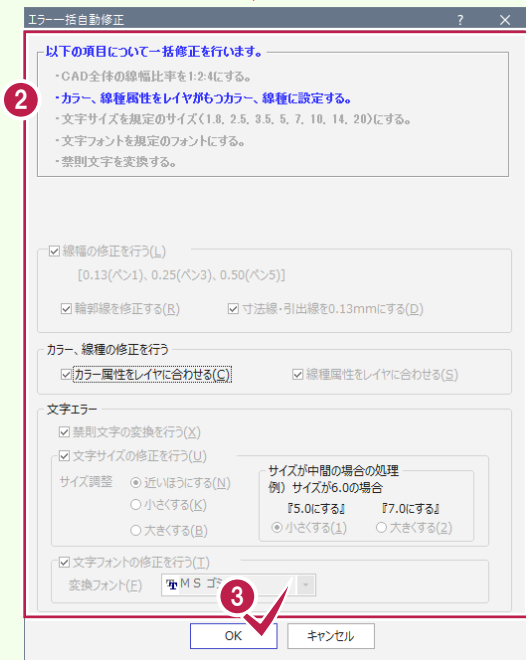 エラー一括自動修正 ? ×
以下の項目について一括修正を行います。
・CAD全体の線幅比率を1:2:4にする。
2
・カラー、線種属性をレイヤがもつカラー、線種に設定する。
・文字サイズを規定のサイズ(1.8, 2.5, 3.5, 5, 7, 10, 14, 20)にする。
・文字フォントを規定のフォントにする。
・禁則文字を変換する。
線幅の修正を行う(L)
[0.13(ペン1)、0.25(ペン3)、0.50(ペン5)]
輪郭線を修正する(R) 寸法線・引出線を0.13mmにする(D)
カラー、線種の修正を行う
カラー属性をレイヤに合わせる(C) 線種属性をレイヤに合わせる(S)
文字エラー
禁則文字の変換を行う(X)
文字サイズの修正を行う(U)
サイズ調整 近いほうにする(N)
小さくする(K)
大きくする(B)
サイズが中間の場合の処理
例）サイズが6.0の場合
『5.0にする』 『7.0にする』
小さくする(1) 大きくする(2)
文字フォントの修正を行う(T)
変換フォント(F) MS
3
OK キャンセル